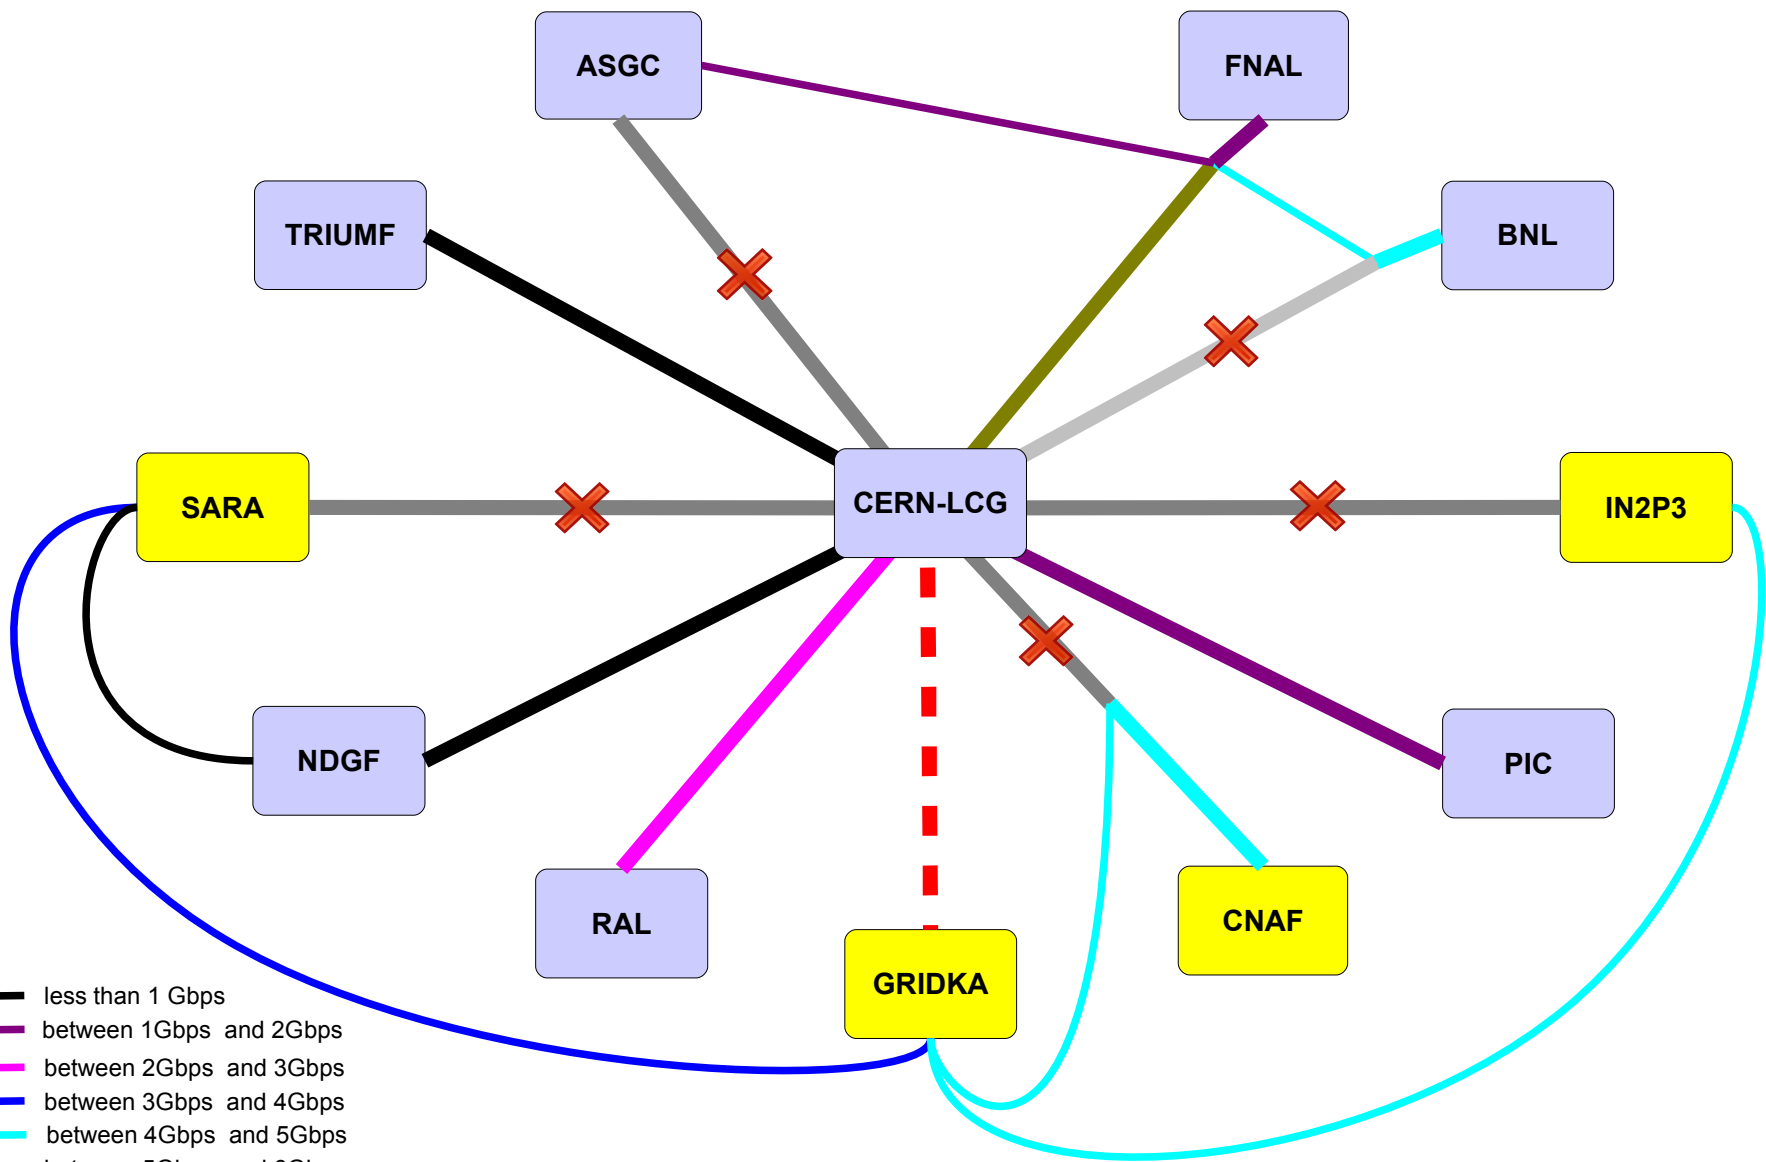 ASGC
FNAL
TRIUMF
BNL
SARA
CERN-LCG
IN2P3
NDGF
PIC
RAL
CNAF
GRIDKA
less than 1 Gbps
between 1Gbps and 2Gbps
between 2Gbps and 3Gbps
between 3Gbps and 4Gbps
between 4Gbps and 5Gbps